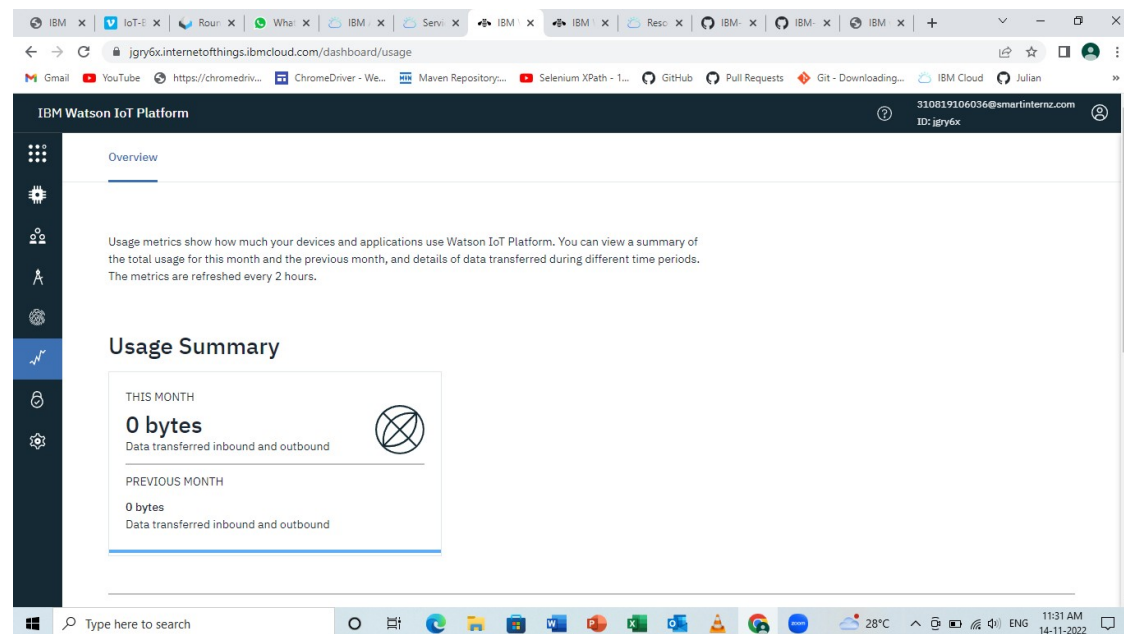 IBM
IoT-E
Roun
What
IBM
Servi
IBM
IBM
Reso
IBM-
IBM-
IBM
jgry6x.internetofthings.ibmcloud.com/dashboard/usage
Gmail YouTube https://chromedriv... ChromeDriver - We... Maven Repository:... Selenium XPath - 1... GitHub Pull Requests Git - Downloading... IBM Cloud Julian »
IBM Watson IoT Platform
310819106036@smartinternz.com
ID: jgry6x
Overview
Usage metrics show how much your devices and applications use Watson IoT Platform. You can view a summary of
the total usage for this month and the previous month, and details of data transferred during different time periods.
The metrics are refreshed every 2 hours.
Usage Summary
THIS MONTH
0 bytes
Data transferred inbound and outbound
PREVIOUS MONTH
0 bytes
Data transferred inbound and outbound
Type here to search
zoom
28°C
ENG
11:31 AM
14-11-2022